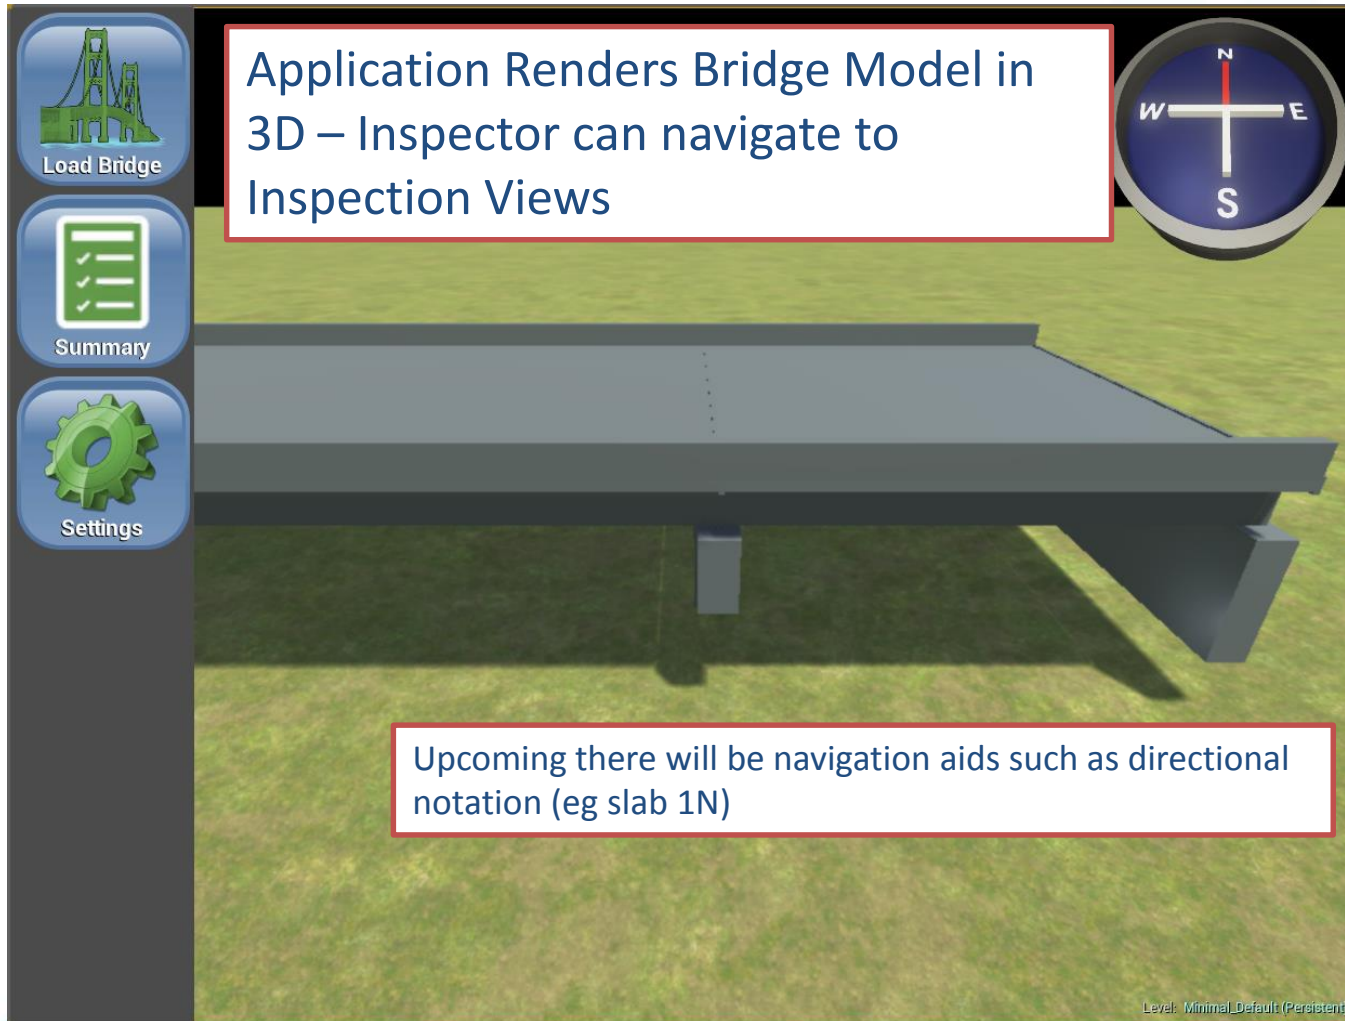 Load Bridge
Application Renders Bridge Model in
3D – Inspector can navigate to
Inspection Views
N
W
E
S
Summary
Settings
Upcoming there will be navigation aids such as directional
notation (eg slab 1N)
Level: Minimal_Default (Persistent